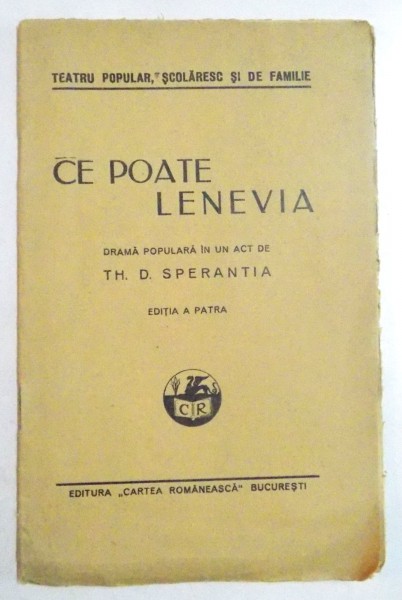 TEATRU POPULAR, ȘCOLĂRESC ȘI DE FAMILIE
CE POATE
LENEVIA
DRAMĂ POPULARĂ ÎN UN ACT DE
TH. D. SPERANTIA
EDIȚIA A PATRA
C R
EDITURA „CARTEA ROMÂNEASCĂ“ BUCUREȘTI